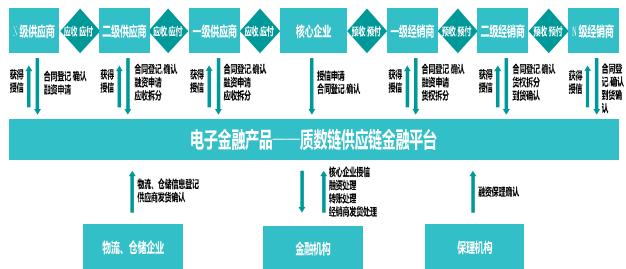 N 级供应商
应收 应付
二级供应商
应收 应付
一级供应商
应收 应付
核心企业
预收 预付
一级经销商
预收 预付
二级经销商
预收 预付
N 级经销商
获得
授信
合同登记 确认
融资申请
获得
授信
合同登记.确认
融资申请
应收拆分
获得
授信
合同登记.确认
融资申请
应收拆分
授信申请
合同登记.确认
获得
授信
合同登记.确认
融资申请
货权拆分
获得
授信
合同登记.确认
货权拆分
到货确认
获得
授信
合同登
记 确认
到货确
认
电子金融产品——质数链供应链金融平台
物流、仓储信息登记
供应商发货确认
核心企业授信
融资处理
转账处理
经销商发货处理
融资保理确认
物流、仓储企业
金融机构
保理机构